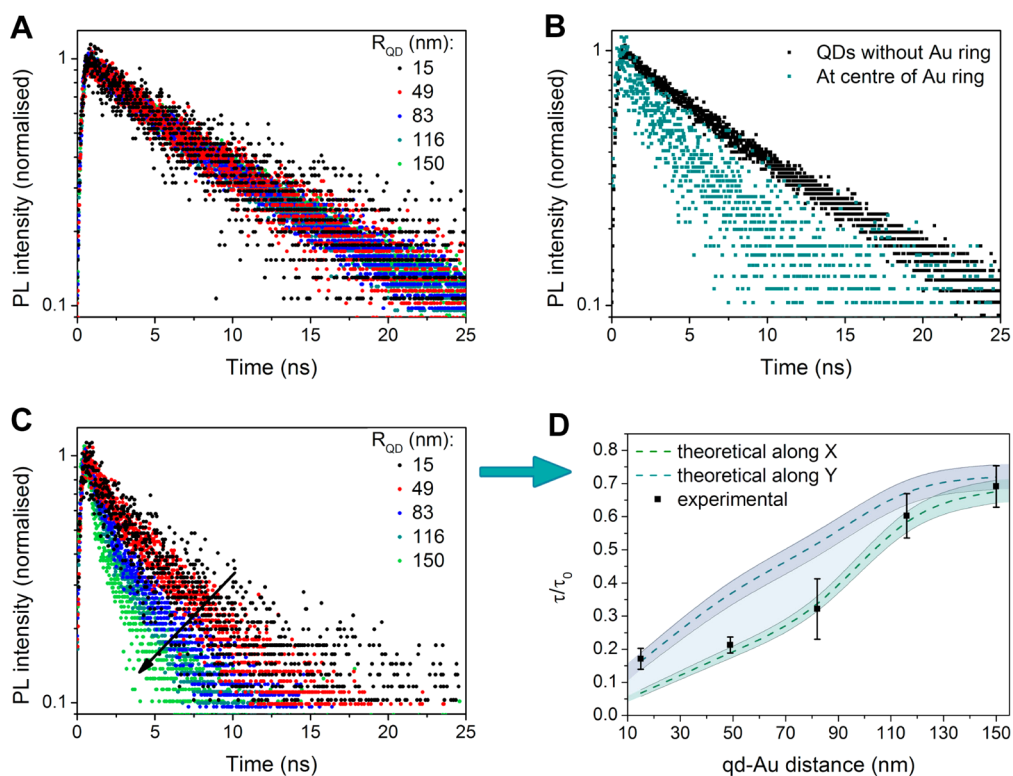 A
PL intensity (normalised)
1
0.1
0
5
10
15
20
25
Time (ns)
R_QD (nm):
15
49
83
116
150
B
PL intensity (normalised)
1
0.1
0
5
10
15
20
25
Time (ns)
QDs without Au ring
At centre of Au ring
C
PL intensity (normalised)
1
0.1
0
5
10
15
20
25
Time (ns)
R_QD (nm):
15
49
83
116
150
D
τ/τ₀
0.8
0.7
0.6
0.5
0.4
0.3
0.2
0.1
0.0
10
30
50
70
90
110
130
150
qd-Au distance (nm)
theoretical along X
theoretical along Y
experimental